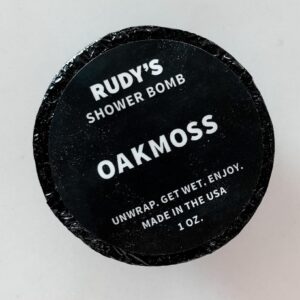 RUDY'S
SHOWER BOMB
OAKMOSS
UNWRAP. GET WET. ENJOY.
MADE IN THE USA
1 OZ.